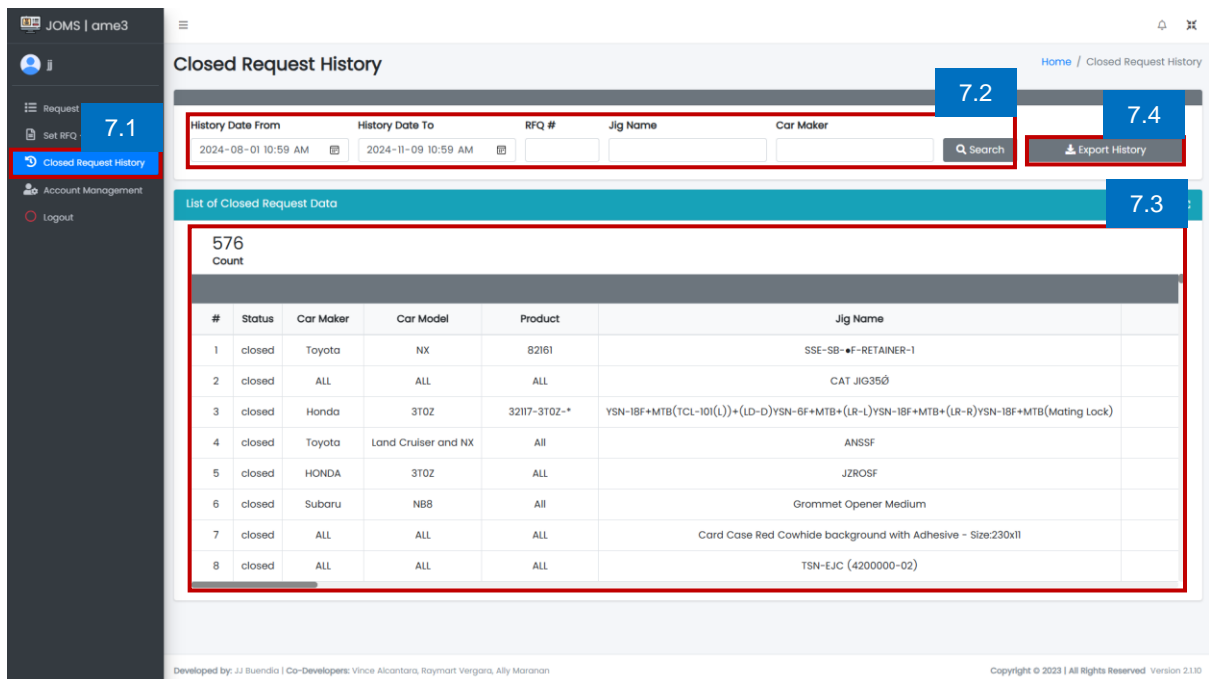 JOMS | ame3
jj
Request
Set RFQ -
Closed Request History
Account Management
Logout
7.1
Closed Request History
Home / Closed Request History
7.2
7.4
History Date From History Date To RFQ # Jig Name Car Maker
2024-08-01 10:59 AM 2024-11-09 10:59 AM Search Export History
List of Closed Request Data
7.3
576
Count
# Status Car Maker Car Model Product Jig Name
1 closed Toyota NX 82161 SSE-SB-●F-RETAINER-1
2 closed ALL ALL ALL CAT JIG35Ø
3 closed Honda 3T0Z 32117-3T0Z-* YSN-18F+MTB(TCL-101(L))+(LD-D)YSN-6F+MTB+(LR-L)YSN-18F+MTB+(LR-R)YSN-18F+MTB(Mating Lock)
4 closed Toyota Land Cruiser and NX All ANSSF
5 closed HONDA 3T0Z ALL JZROSF
6 closed Subaru NB8 All Grommet Opener Medium
7 closed ALL ALL ALL Card Case Red Cowhide background with Adhesive - Size:230x11
8 closed ALL ALL ALL TSN-EJC (4200000-02)
Developed by: JJ Buendia | Co-Developers: Vince Alcantara, Raymart Vergara, Ally Maranan
Copyright © 2023 | All Rights Reserved Version 2.1.10